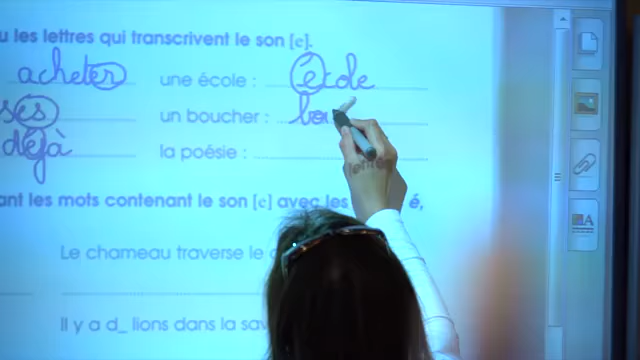 u les lettres qui transcrivent le son [e].
acheter une école : école
ses un boucher : bou
déjà la poésie :
ant les mots contenant le son [e] avec les é,
Le chameau traverse le
Il y a d_ lions dans la sav